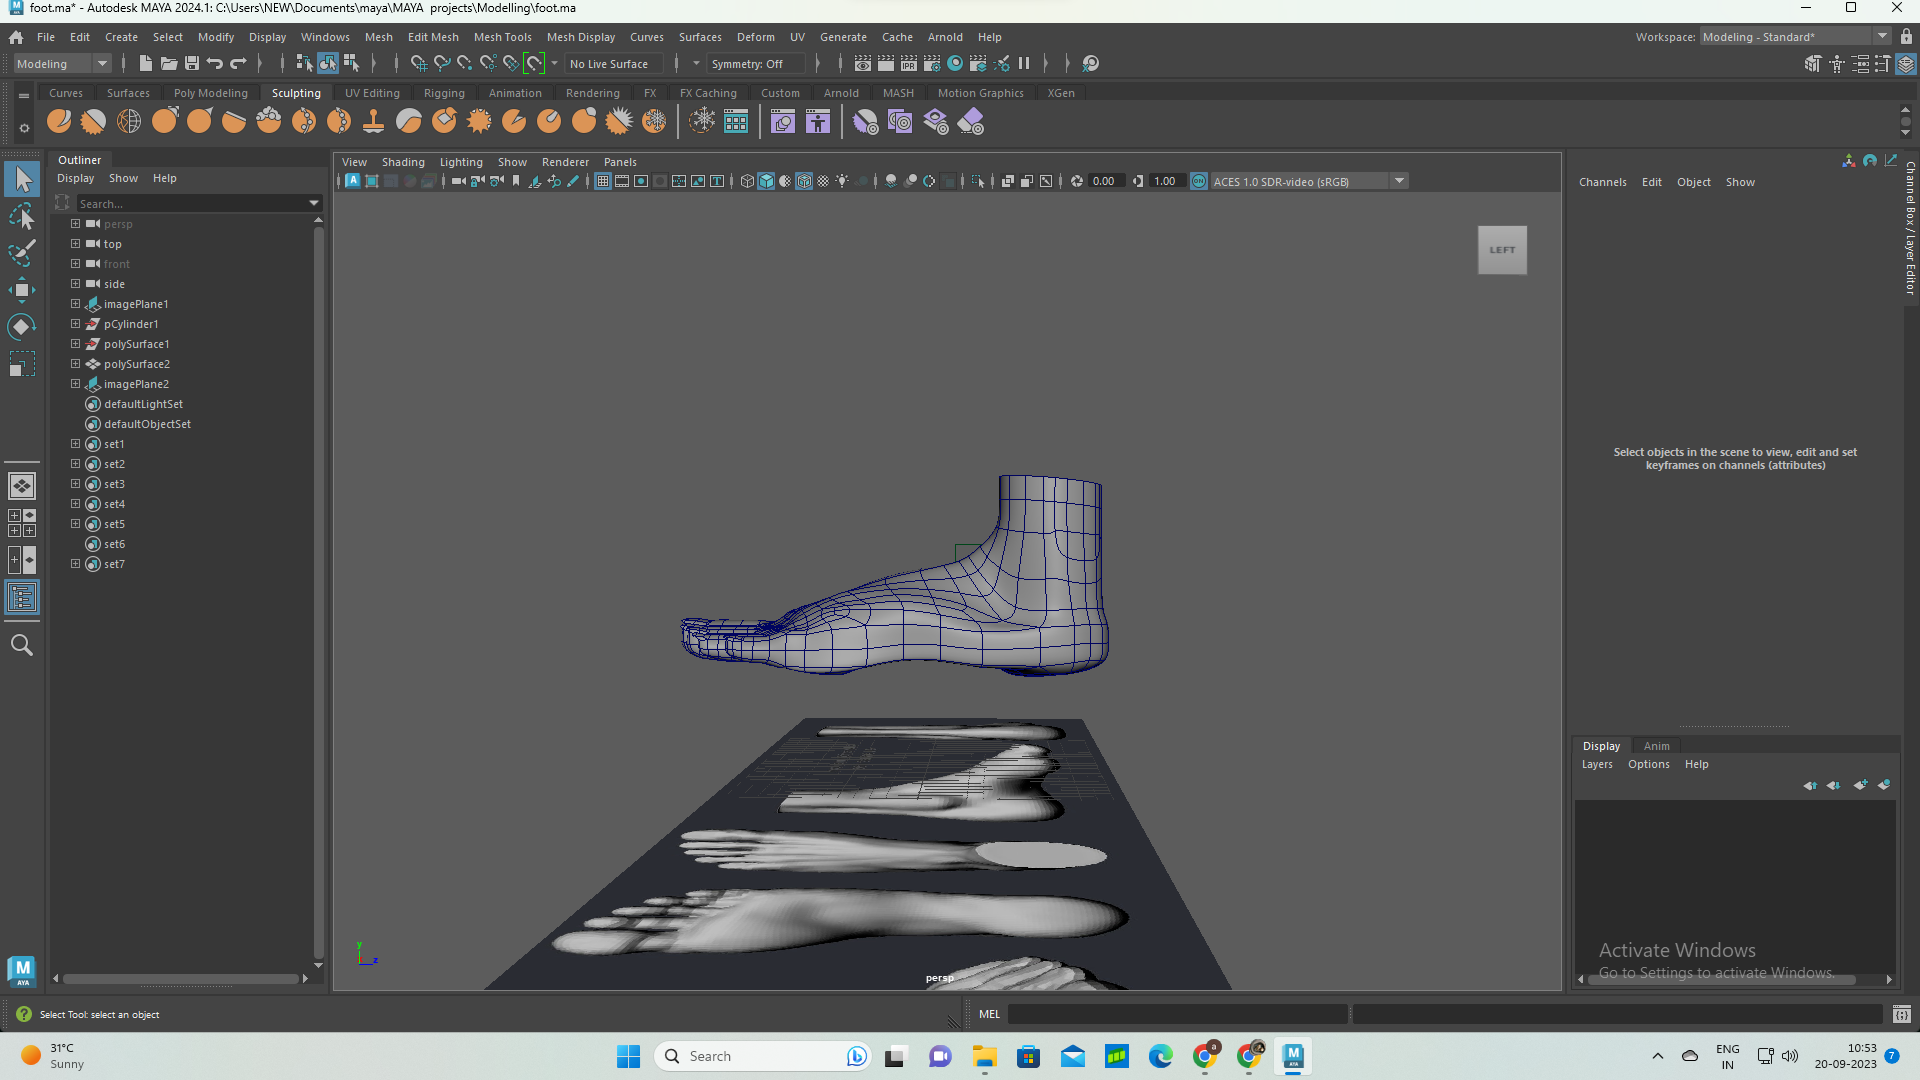 foot.ma* - Autodesk MAYA 2024.1: C:\Users\NEW\Documents\maya\MAYA projects\Modelling\foot.ma
File Edit Create Select Modify Display Windows Mesh Edit Mesh Mesh Tools Mesh Display Curves Surfaces Deform UV Generate Cache Arnold Help
Workspace: Modeling - Standard*
Modeling
No Live Surface
Symmetry: Off
Curves Surfaces Poly Modeling Sculpting UV Editing Rigging Animation Rendering FX FX Caching Custom Arnold MASH Motion Graphics XGen
Outliner
Display Show Help
Search...
persp
top
front
side
imagePlane1
pCylinder1
polySurface1
polySurface2
imagePlane2
defaultLightSet
defaultObjectSet
set1
set2
set3
set4
set5
set6
set7
View Shading Lighting Show Renderer Panels
0.00
1.00
ACES 1.0 SDR-video (sRGB)
LEFT
y
z
persp
Channels Edit Object Show
Channel Box / Layer Editor
Select objects in the scene to view, edit and set
keyframes on channels (attributes)
Display Anim
Layers Options Help
Activate Windows
Go to Settings to activate Windows.
M
AYA
Select Tool: select an object
MEL
31°C
Sunny
Search
ENG
IN
10:53
20-09-2023
7